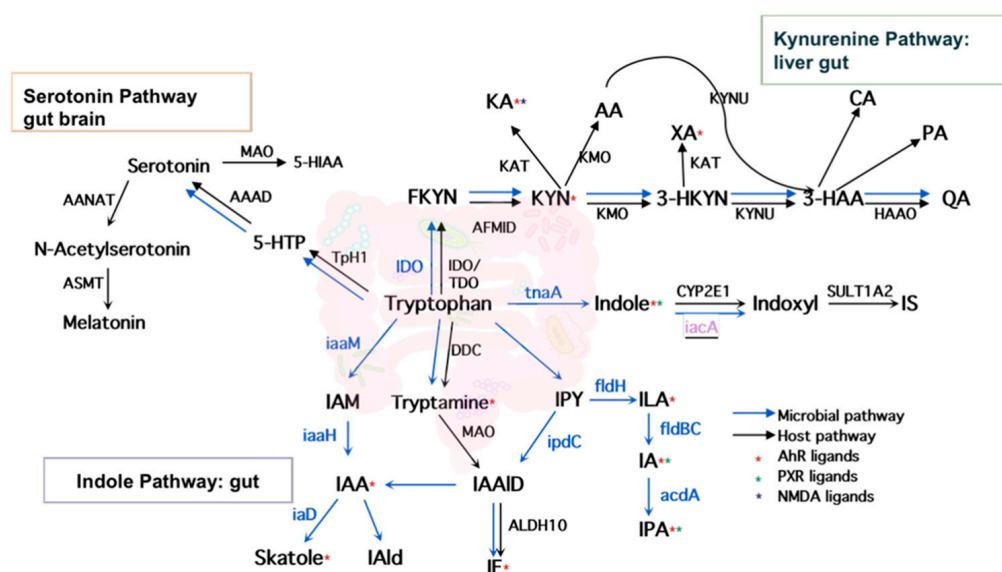 Kynurenine Pathway:
liver gut
Serotonin Pathway
gut brain
KA**
AA
KYNU
CA
XA*
PA
Serotonin
MAO
5-HIAA
KAT
KMO
KAT
AANAT
AAAD
FKYN
KYN*
3-HKYN
3-HAA
QA
AFMID
KMO
KYNU
HAAO
N-Acetylserotonin
5-HTP
TpH1
IDO
IDO/
TDO
ASMT
Melatonin
Tryptophan
tnaA
Indole**
CYP2E1
iacA
Indoxyl
SULT1A2
IS
iaaM
DDC
IAM
Tryptamine*
IPY
fldH
ILA*
Microbial pathway
Host pathway
* AhR ligands
* PXR ligands
* NMDA ligands
iaaH
MAO
ipdC
fldBC
IA**
Indole Pathway: gut
IAA*
IAAlD
acdA
iaD
ALDH10
IPA**
Skatole*
IAld
IE*